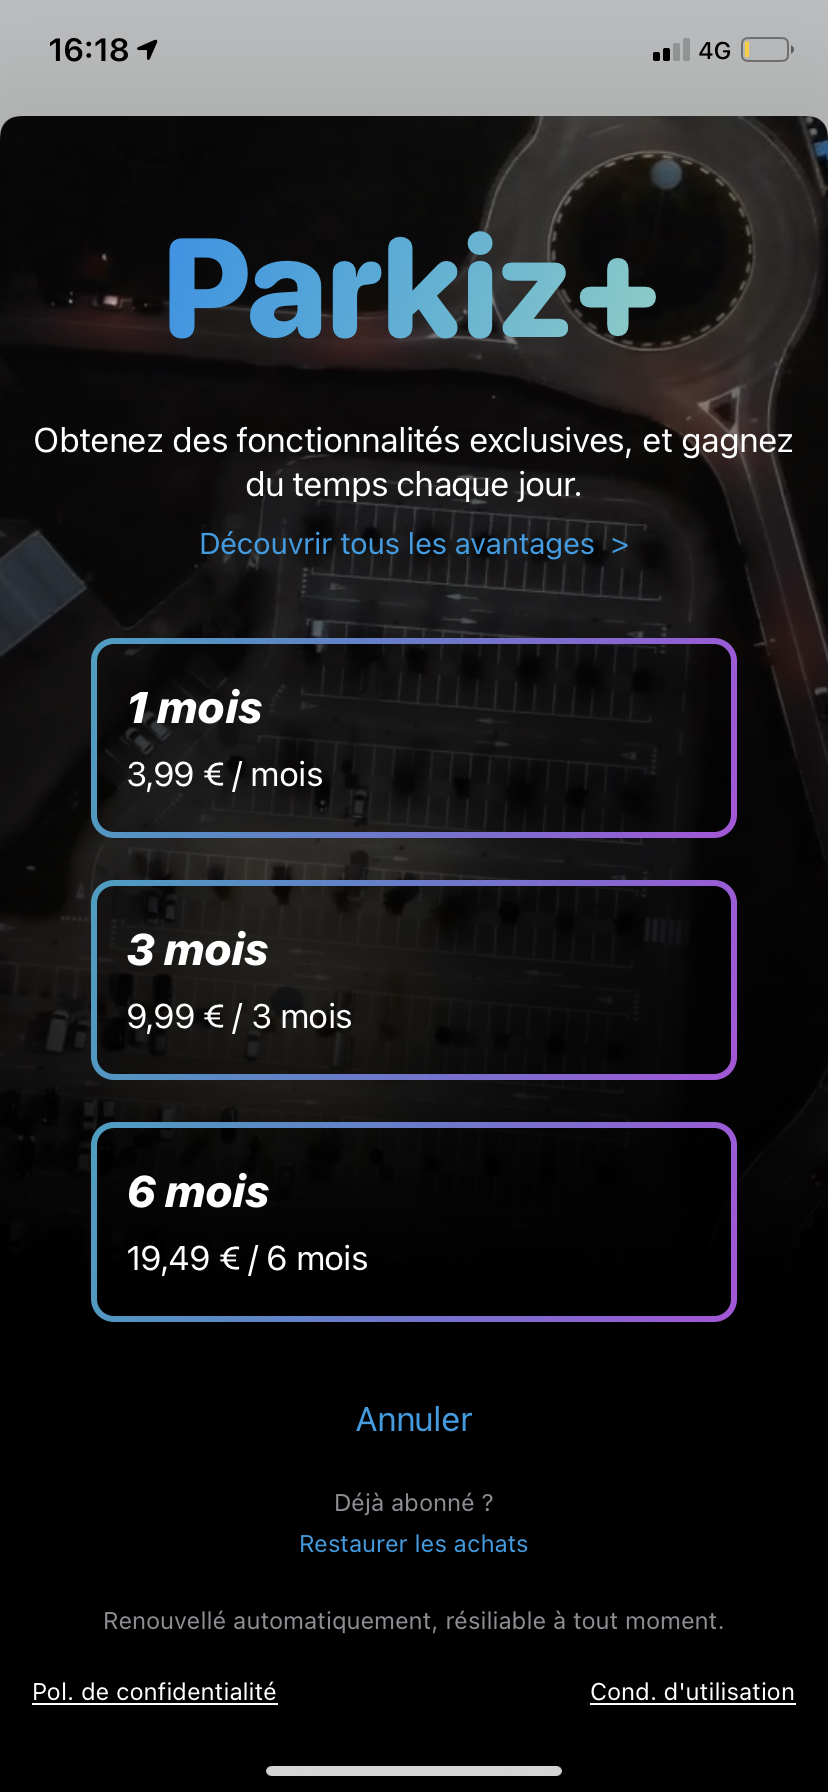 16:18
4G
Parkiz+
Obtenez des fonctionnalités exclusives, et gagnez
du temps chaque jour.
Découvrir tous les avantages >
1 mois
3,99 € / mois
3 mois
9,99 € / 3 mois
6 mois
19,49 € / 6 mois
Annuler
Déjà abonné ?
Restaurer les achats
Renouvellé automatiquement, résiliable à tout moment.
Pol. de confidentialité
Cond. d'utilisation